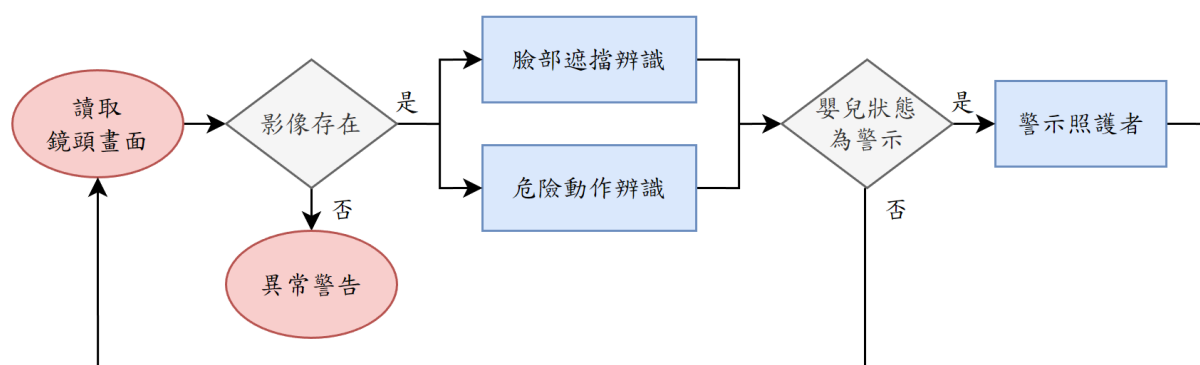 讀取
鏡頭畫面
影像存在
是
否
異常警告
臉部遮擋辨識
危險動作辨識
嬰兒狀態
為警示
是
否
警示照護者